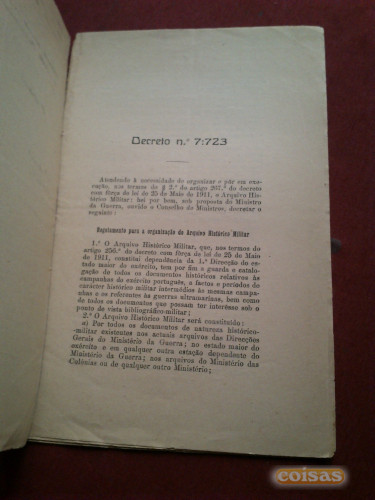 Decreto n.º 7:723
Atendendo à necessidade de organizar e pôr em exe-
cução, nos termos do § 2.º do artigo 261.º do decreto
com fôrça de lei de 25 de Maio de 1911, o Arquivo His-
tórico Militar: hei por bem, sob proposta do Ministro
da Guerra, ouvido o Conselho de Ministros, decretar o
seguinte:
Regulamento para a organização do Arquivo Histórico Militar
1.º O Arquivo Histórico Militar, que, nos termos do
artigo 256.º do decreto com fôrça de lei de 25 de Maio
de 1911, constitui dependência da 1.ª Direcção do es-
tado maior do exército, tem por fim a guarda e catalo-
gação de todos os documentos históricos relativos às
campanhas do exército português, a factos e períodos de
carácter histórico militar intermédios às mesmas campa-
nhas e os referentes às guerras ultramarinas, bem como
de todos os documentos que possam ter interêsse sob o
ponto de vista bibliográfico-militar;
2.º O Arquivo Histórico Militar será constituído:
a) Por todos os documentos de natureza histórico-
-militar existentes nos actuais arquivos das Direcções
Gerais do Ministério da Guerra; no estado maior do
exército e em qualquer outra estação dependente do
Ministério da Guerra; nos arquivos do Ministério das
Colónias ou de qualquer outro Ministério;
coisas